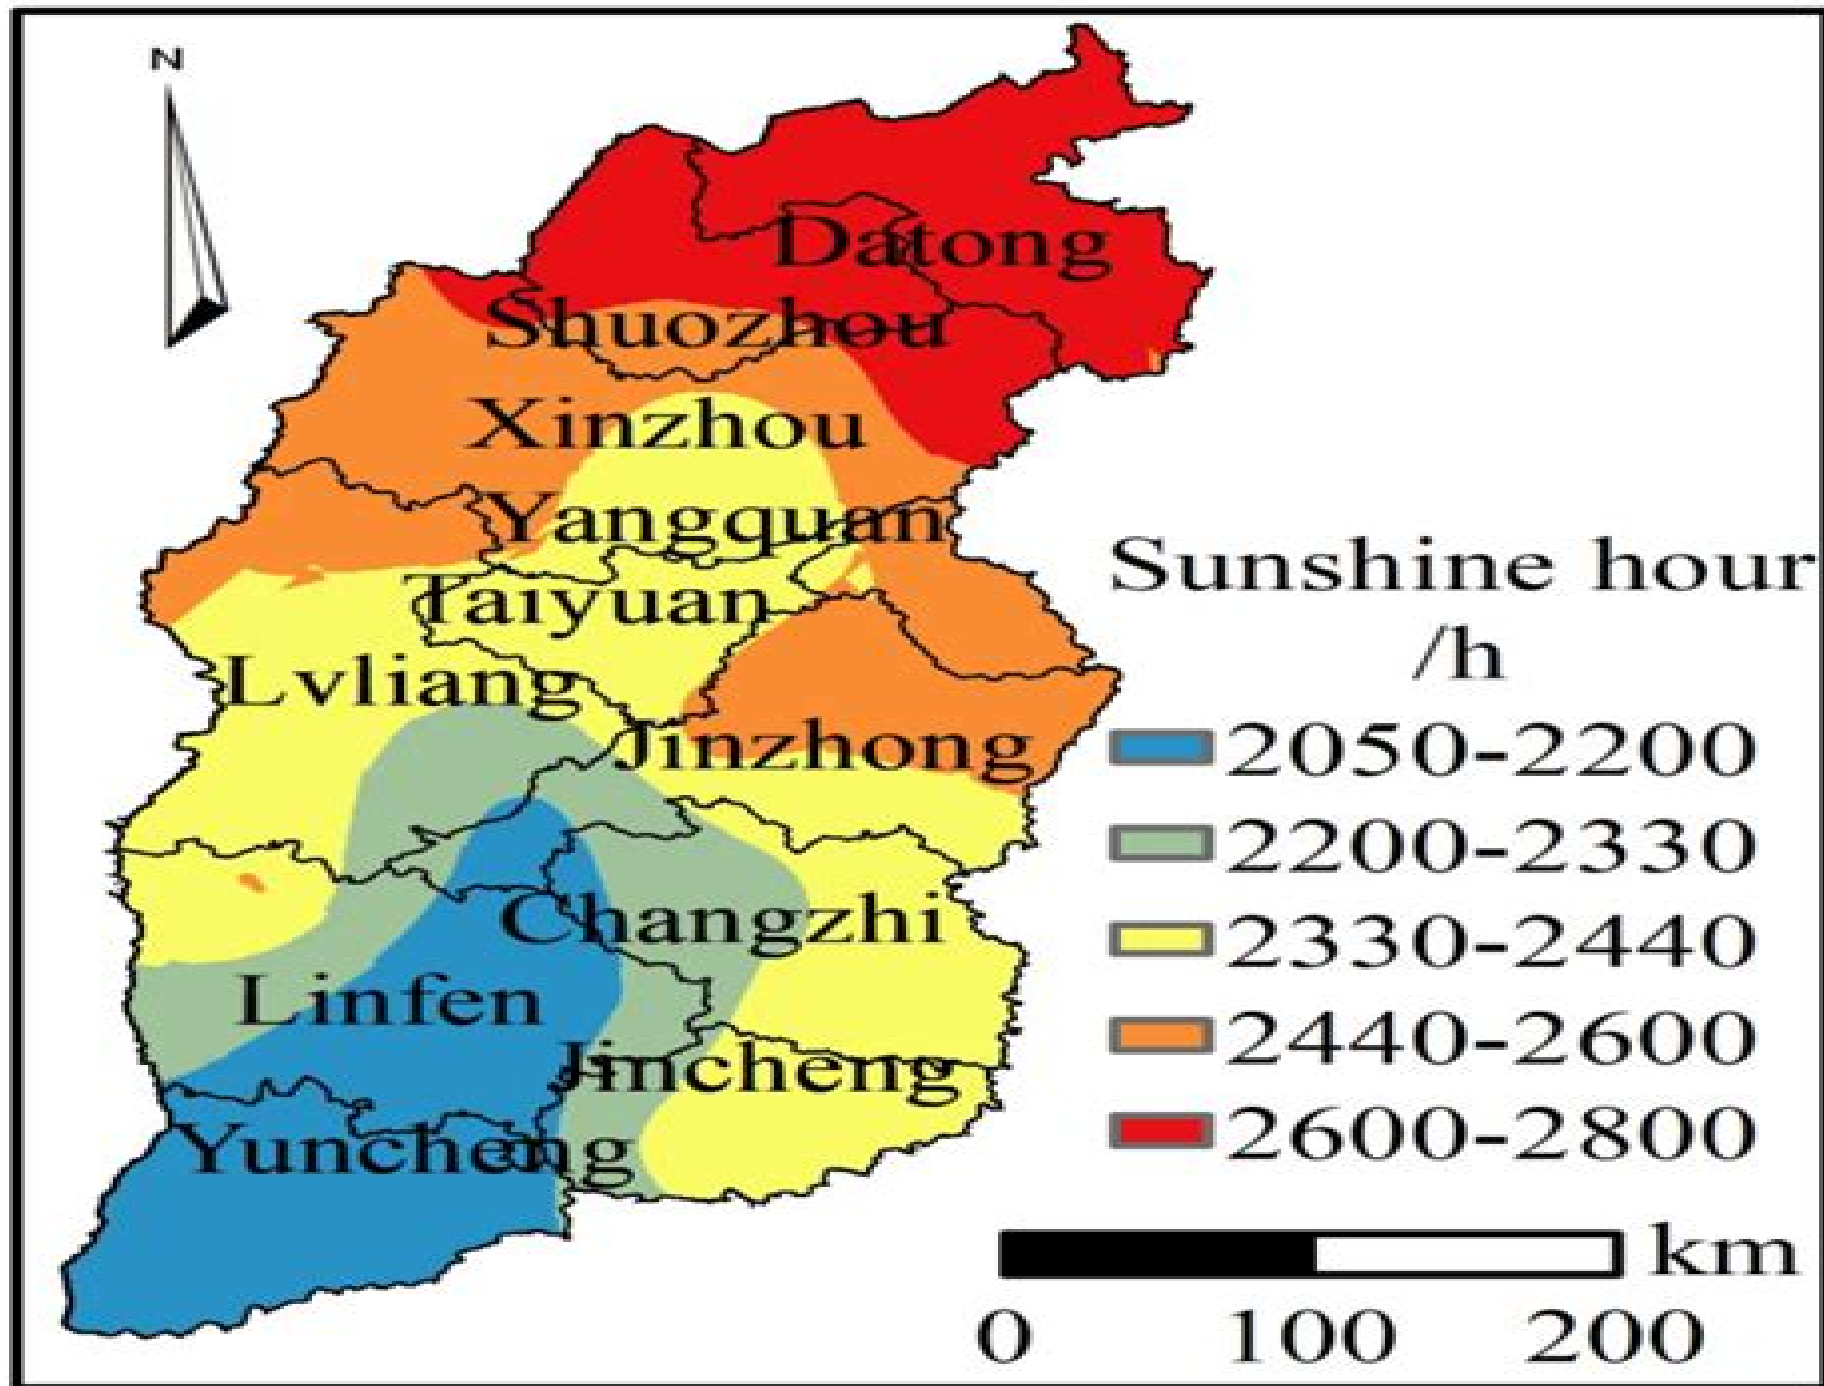 N
Datong
Shuozhou
Xinzhou
Yangquan
Taiyuan
Lvliang
Jinzhong
Changzhi
Linfen
Jincheng
Yuncheng
Sunshine hour
/h
2050-2200
2200-2330
2330-2440
2440-2600
2600-2800
km
0 100 200